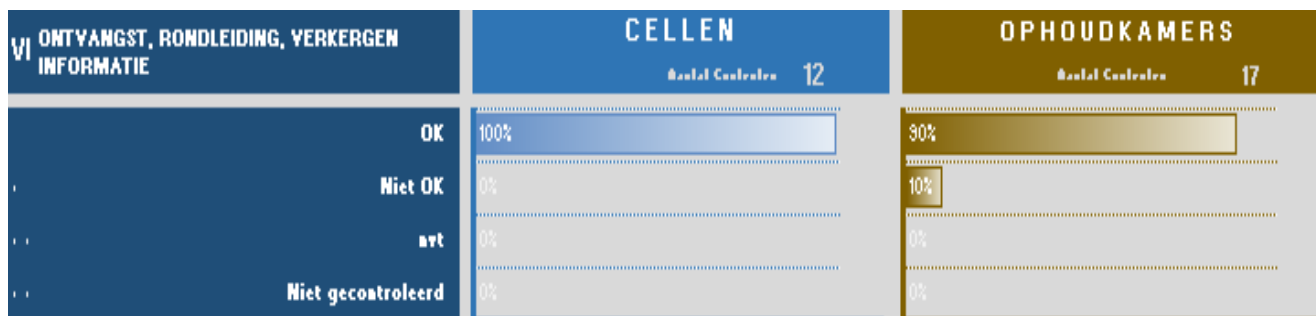 VI ONTVANGST, RONDLEIDING, VERKERGEN
INFORMATIE
CELLEN
Aantal Controles 12
OPHOUDKAMERS
Aantal Controles 17
OK 100% 90%
Niet OK 0% 10%
nvt 0% 0%
Niet gecontroleerd 0% 0%